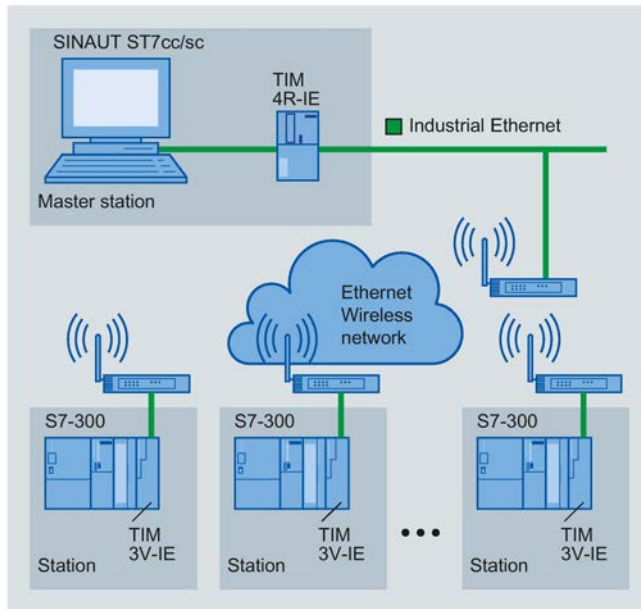 SINAUT ST7cc/sc
TIM
4R-IE
Industrial Ethernet
Master station
Ethernet
Wireless
network
S7-300
TIM
3V-IE
Station
S7-300
TIM
3V-IE
Station
S7-300
TIM
3V-IE
Station